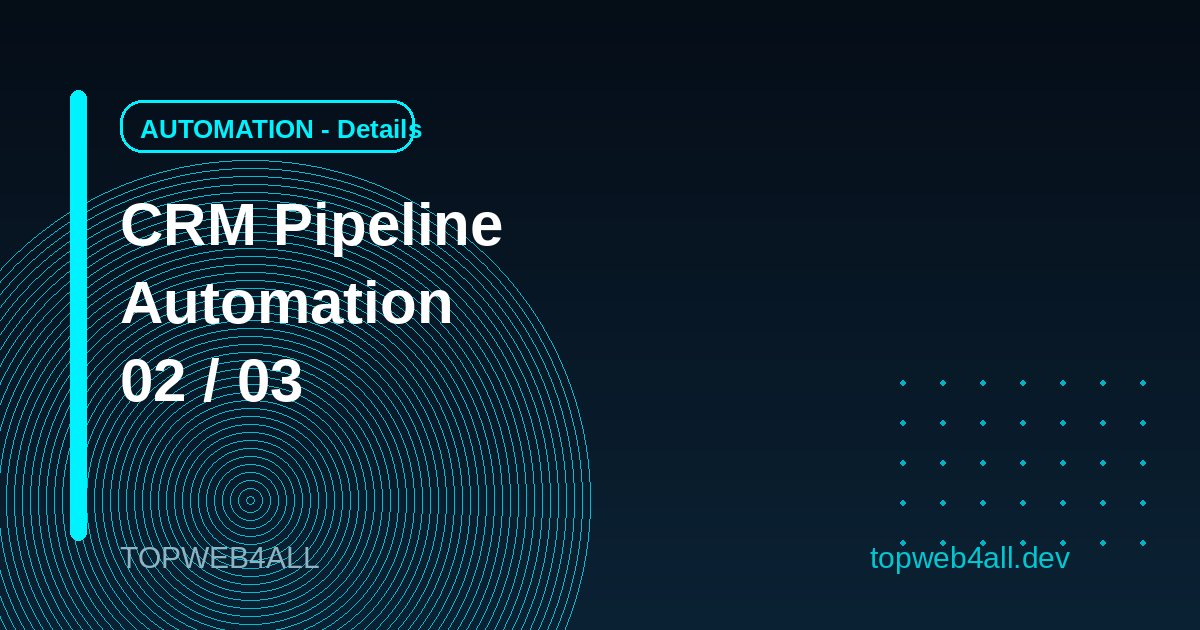 AUTOMATION - Details
CRM Pipeline
Automation
02 / 03
TOPWEB4ALL
topweb4all.dev